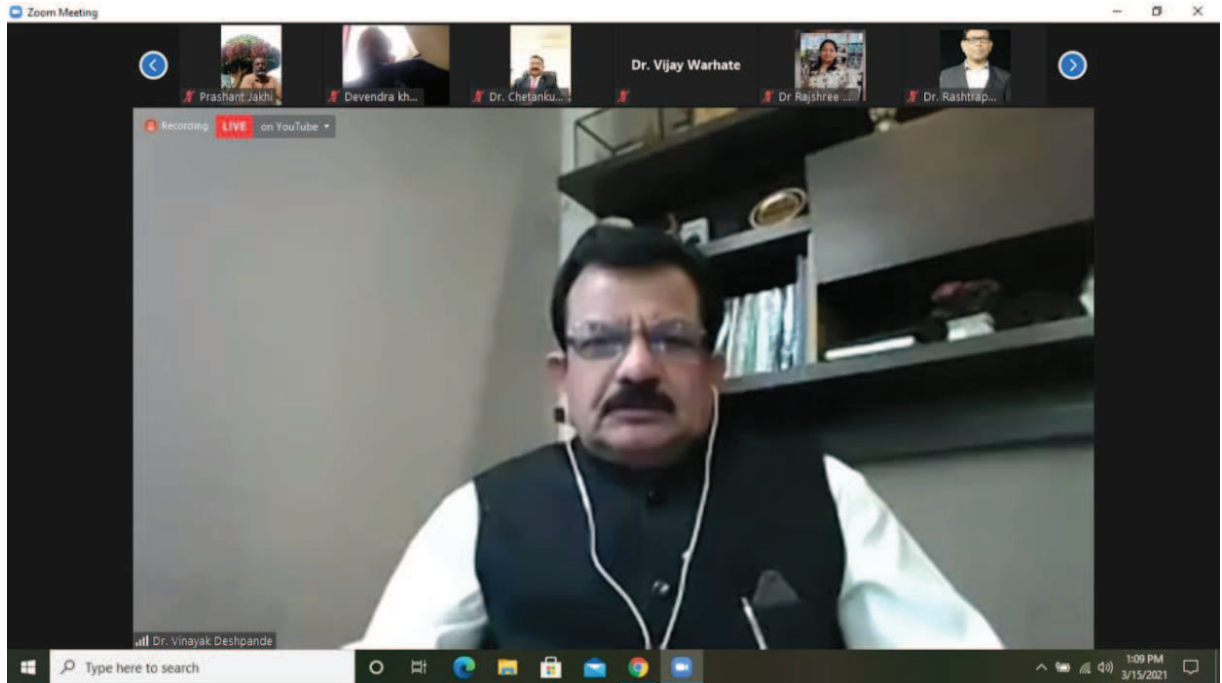 Zoom Meeting
Prashant Jakhi
Devendra kh...
Dr. Chetanku...
Dr. Vijay Warhate
Dr Rajshree ...
Dr. Rashtrap...
Recording LIVE on YouTube
Dr. Vinayak Deshpande
Type here to search
1:09 PM
3/15/2021